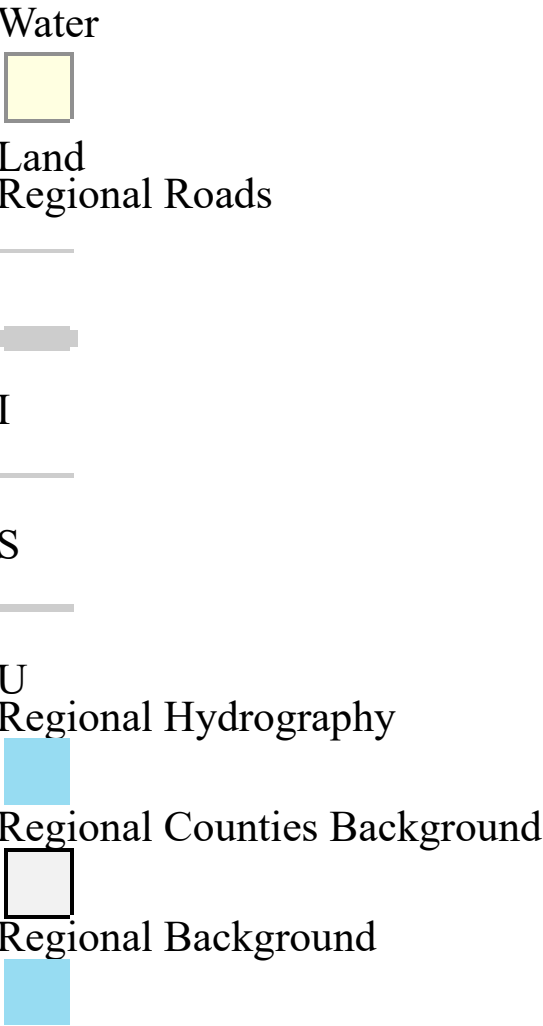 Water
Land
Regional Roads
I
S
U
Regional Hydrography
Regional Counties Background
Regional Background